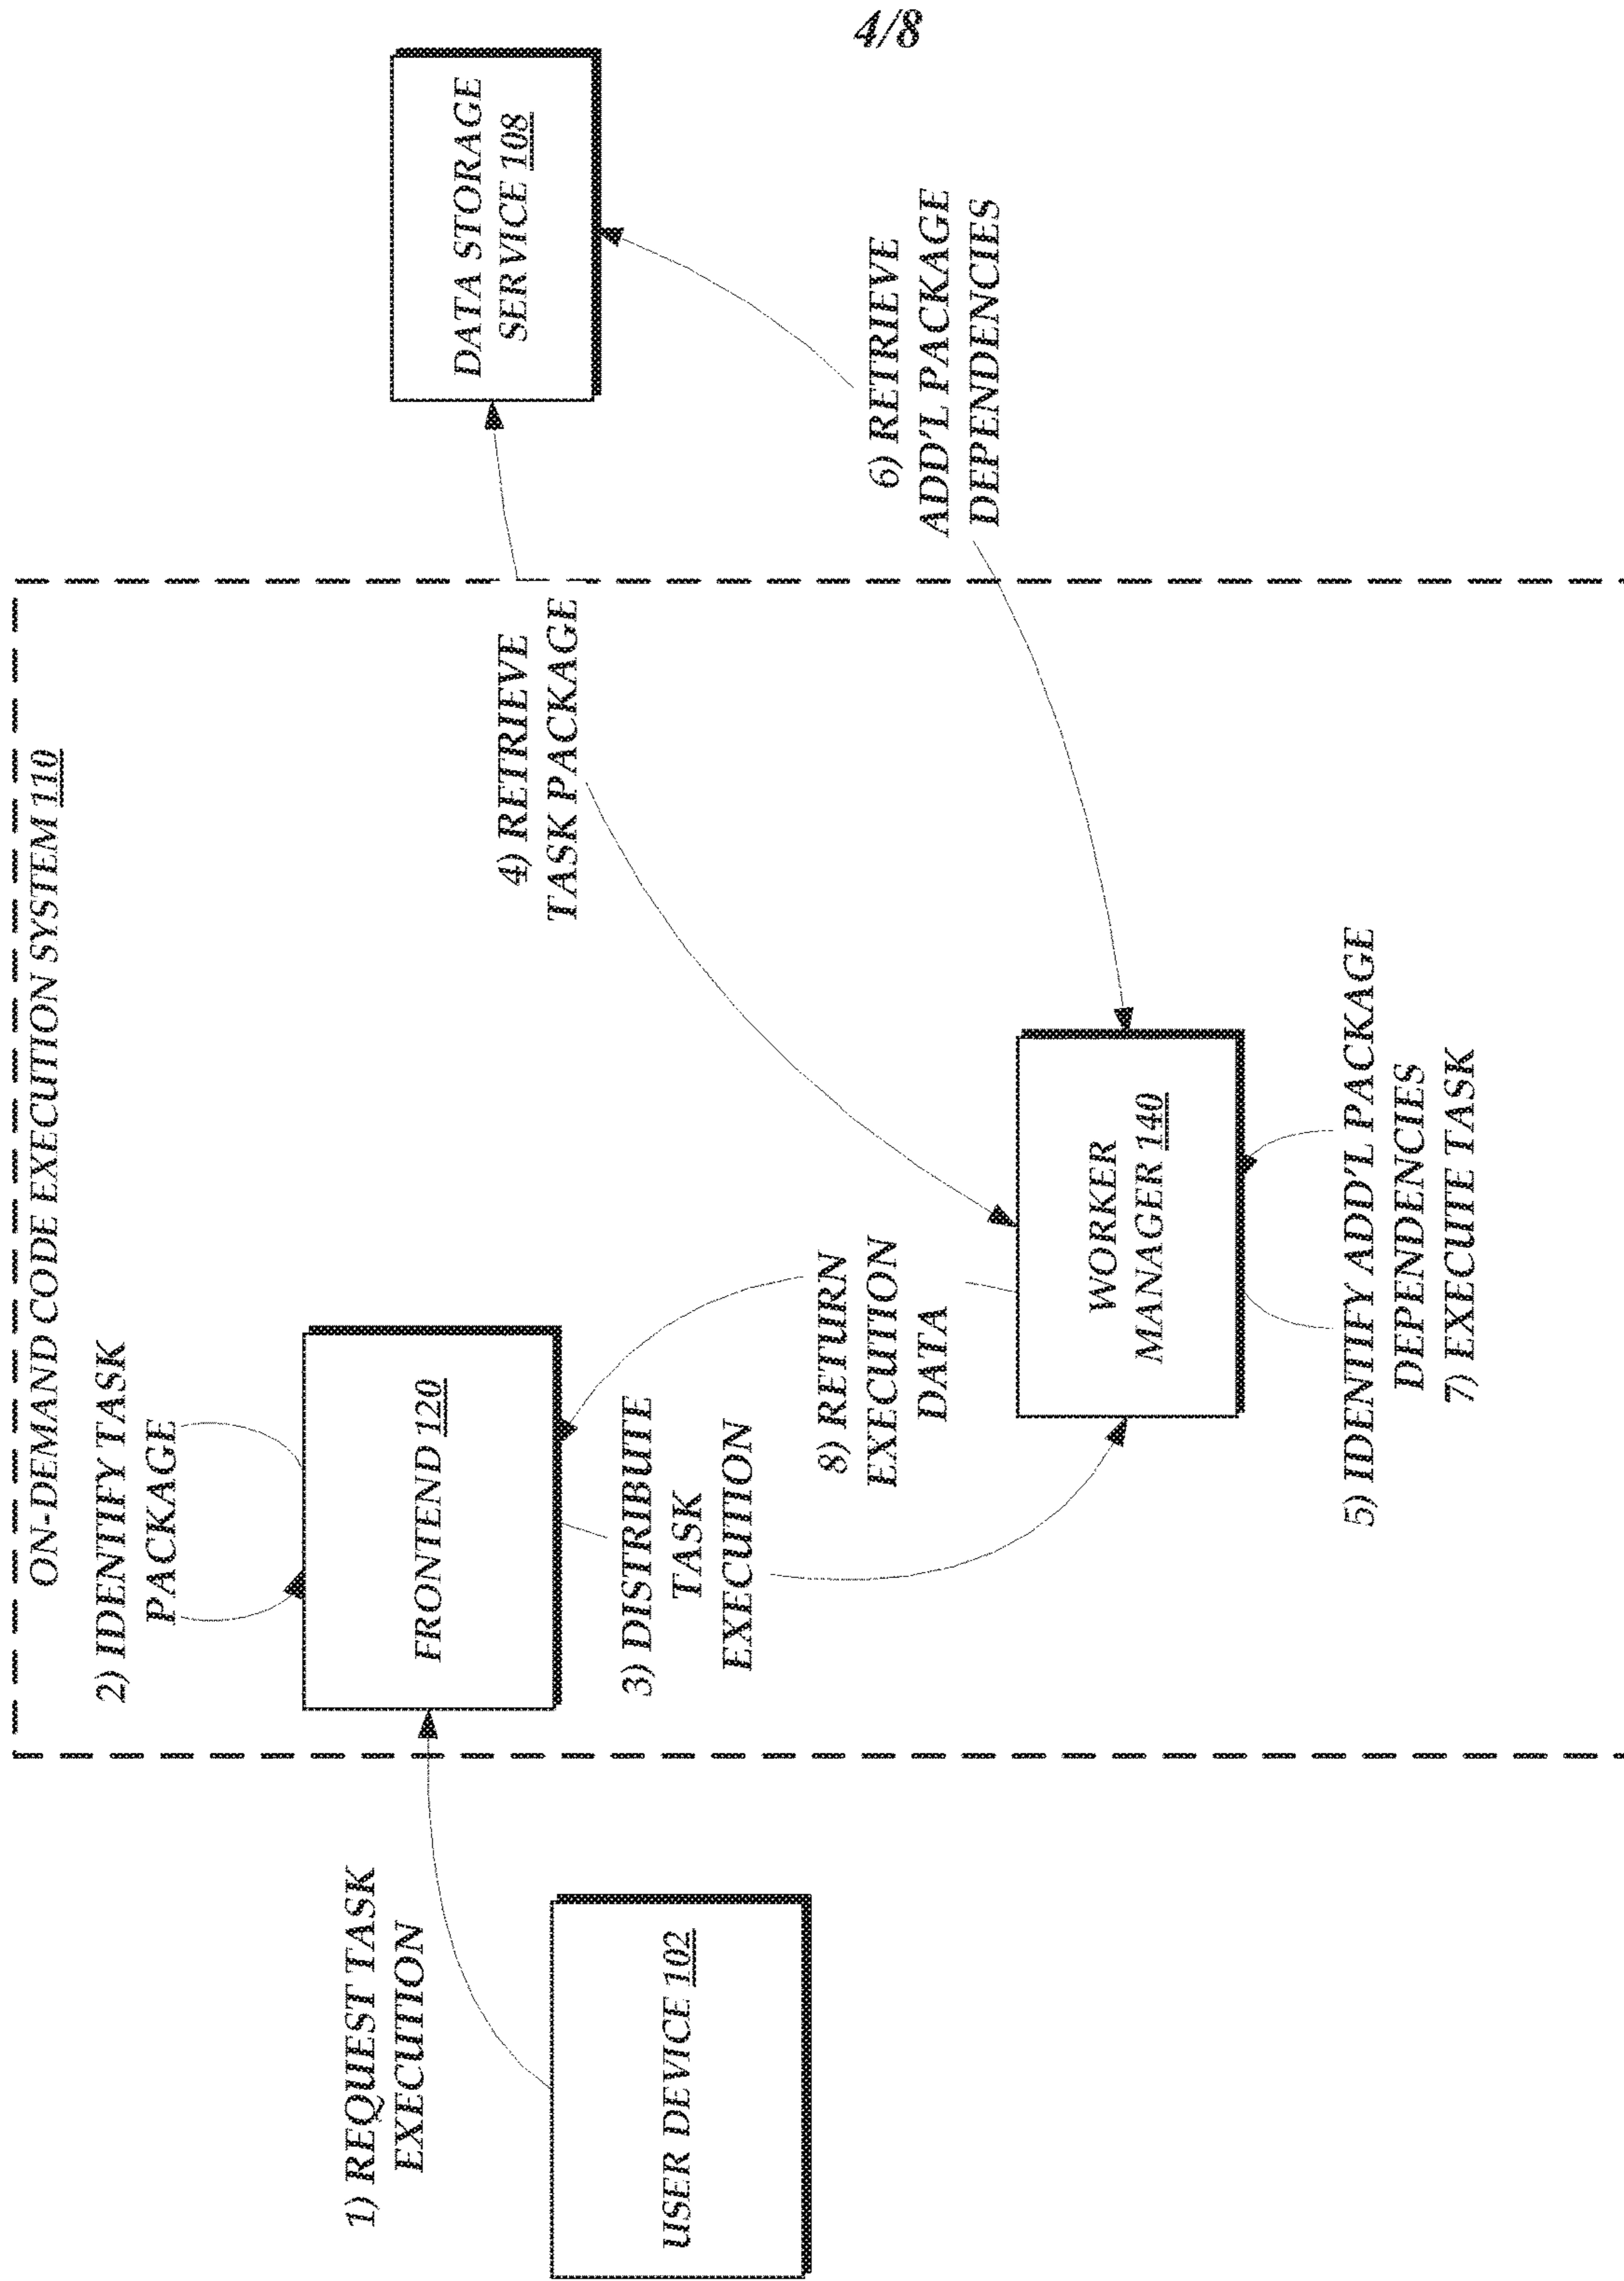 4/8
ON-DEMAND CODE EXECUTION SYSTEM 110
1) REQUEST TASK
EXECUTION
USER DEVICE 102
2) IDENTIFY TASK
PACKAGE
FRONTEND 120
3) DISTRIBUTE
TASK
EXECUTION
8) RETURN
EXECUTION
DATA
4) RETRIEVE
TASK PACKAGE
WORKER
MANAGER 140
5) IDENTIFY ADD'L PACKAGE
DEPENDENCIES
7) EXECUTE TASK
DATA STORAGE
SERVICE 108
6) RETRIEVE
ADD'L PACKAGE
DEPENDENCIES